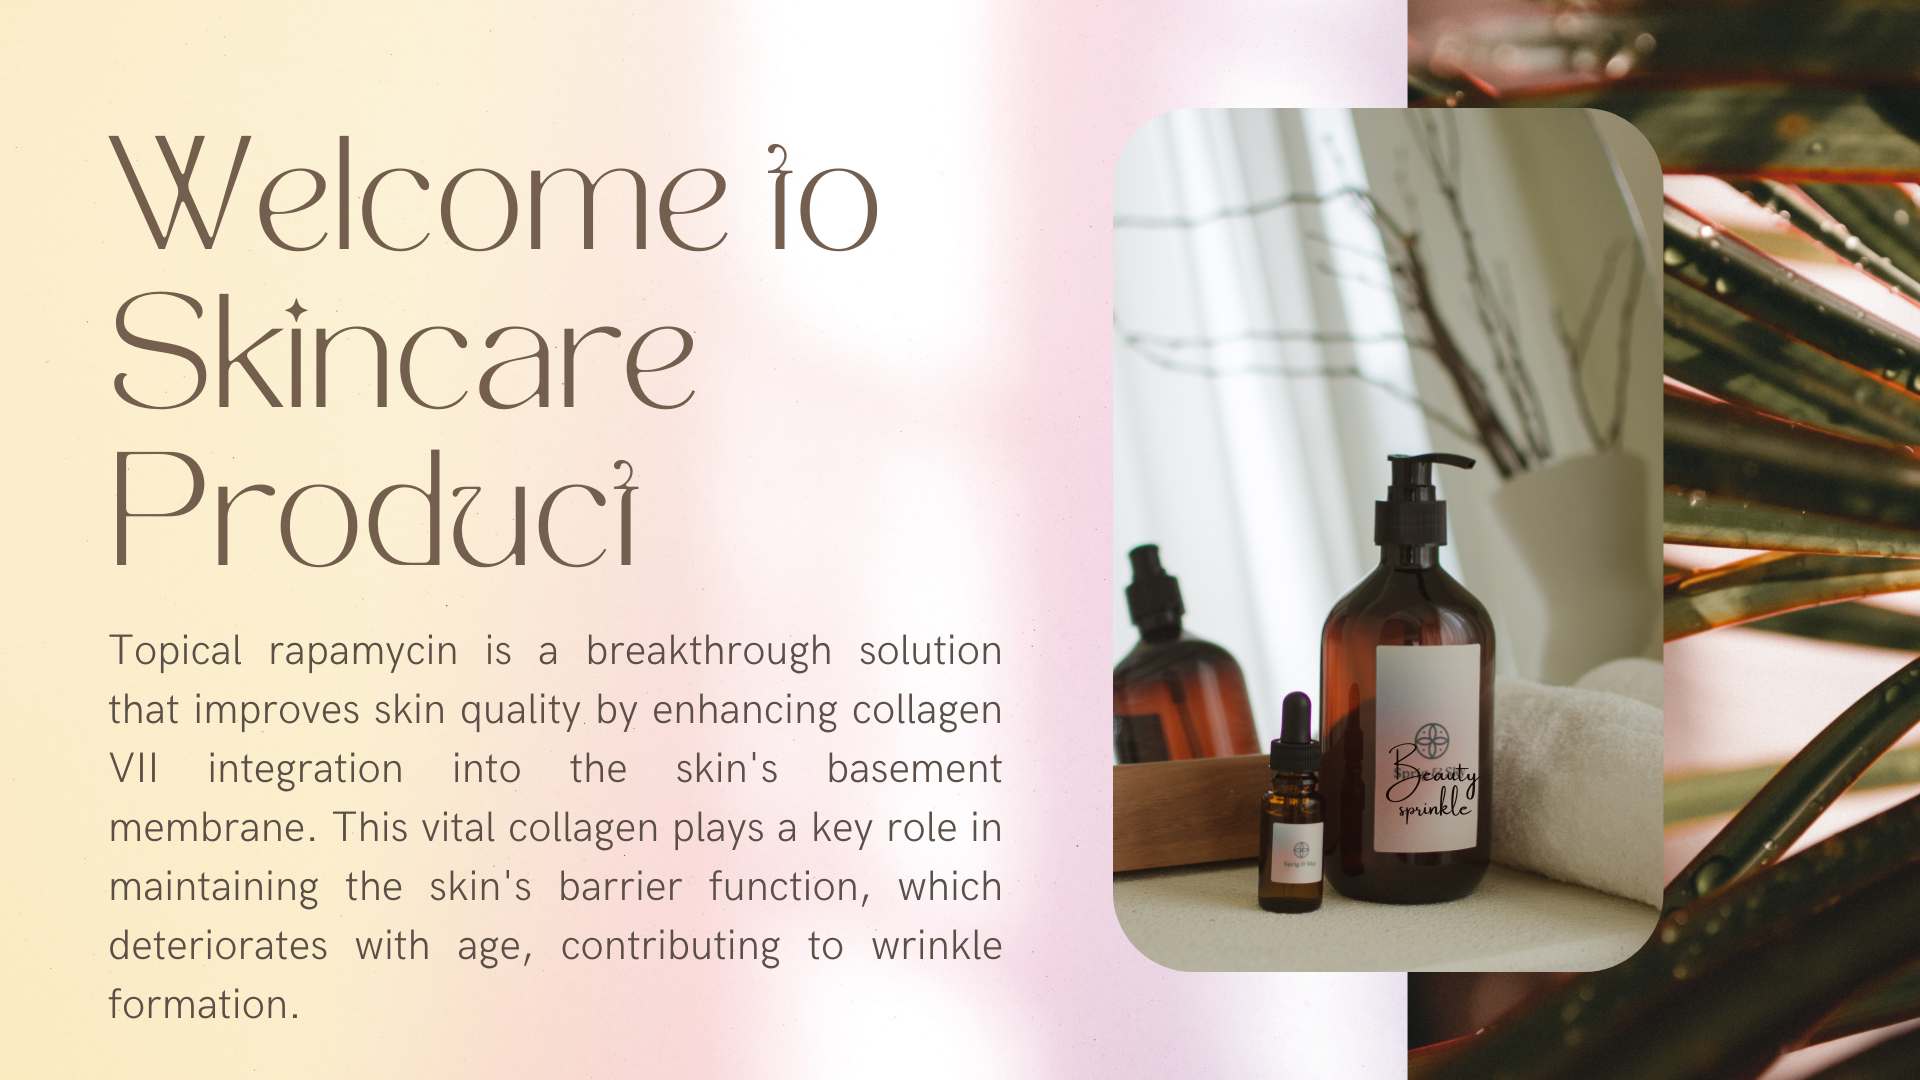 Welcome to
Skincare
Product
Topical rapamycin is a breakthrough solution
that improves skin quality by enhancing collagen
VII integration into the skin's basement
membrane. This vital collagen plays a key role in
maintaining the skin's barrier function, which
deteriorates with age, contributing to wrinkle
formation.
Beauty
sprinkle